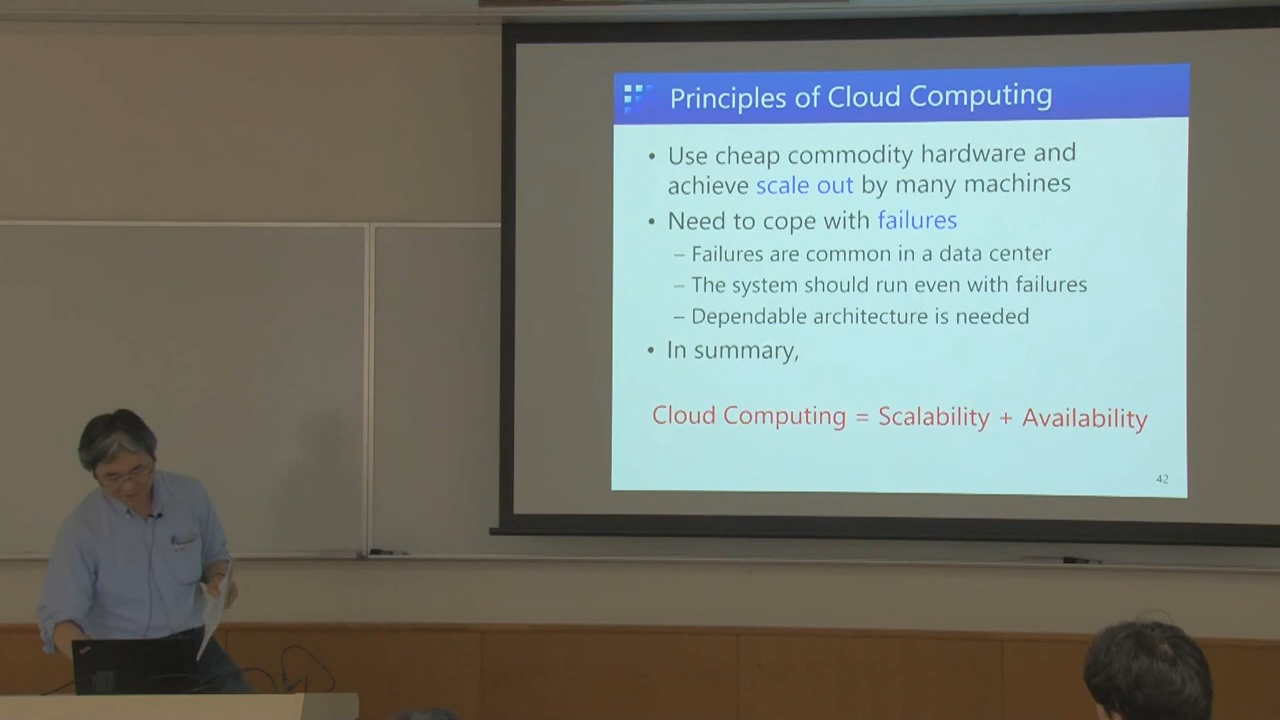 Principles of Cloud Computing
• Use cheap commodity hardware and
achieve scale out by many machines
• Need to cope with failures
– Failures are common in a data center
– The system should run even with failures
– Dependable architecture is needed
• In summary,
Cloud Computing = Scalability + Availability
42